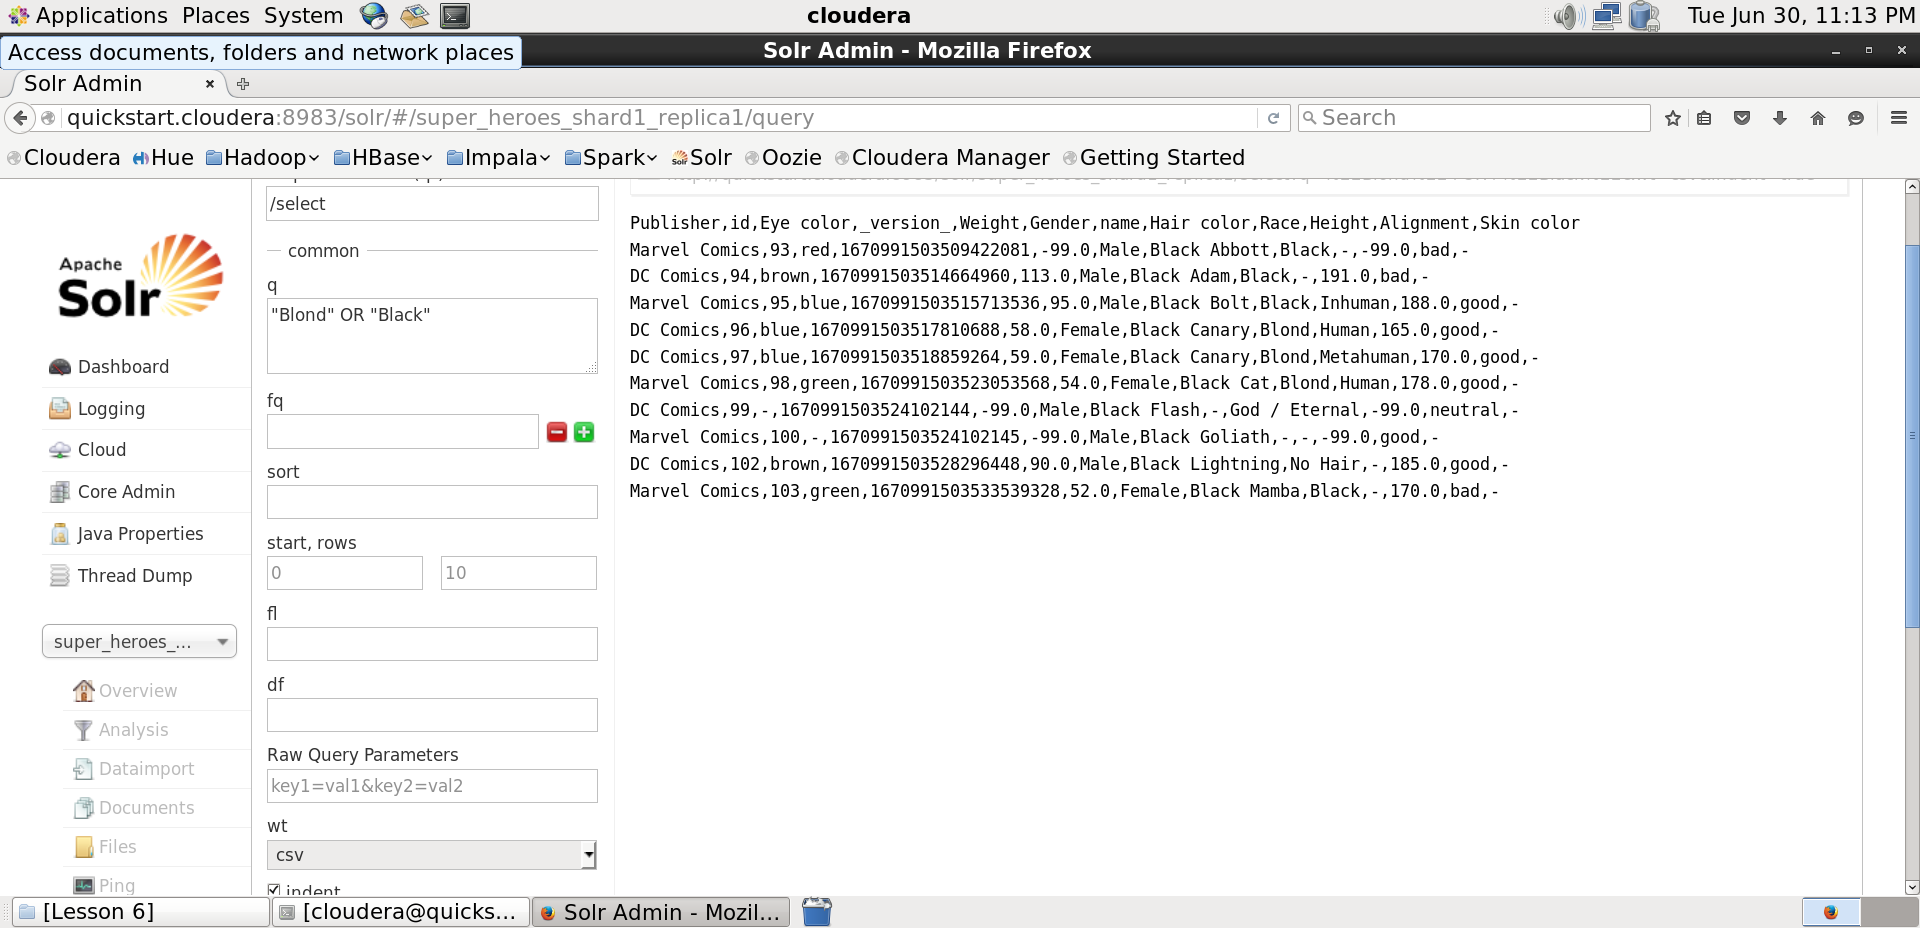 Applications Places System
cloudera
Tue Jun 30, 11:13 PM
Access documents, folders and network places
Solr Admin - Mozilla Firefox
Solr Admin
quickstart.cloudera:8983/solr/#/super_heroes_shard1_replica1/query
Search
Cloudera Hue Hadoop HBase Impala Spark Solr Oozie Cloudera Manager Getting Started
Apache
Solr
Dashboard
Logging
Cloud
Core Admin
Java Properties
Thread Dump
super_heroes_...
Overview
Analysis
Dataimport
Documents
Files
Ping
/select
common
q
"Blond" OR "Black"
fq
sort
start, rows
0
10
fl
df
Raw Query Parameters
key1=val1&key2=val2
wt
csv
indent
Publisher,id,Eye color,_version_,Weight,Gender,name,Hair color,Race,Height,Alignment,Skin color
Marvel Comics,93,red,1670991503509422081,-99.0,Male,Black Abbott,Black,-,-99.0,bad,-
DC Comics,94,brown,1670991503514664960,113.0,Male,Black Adam,Black,-,191.0,bad,-
Marvel Comics,95,blue,1670991503515713536,95.0,Male,Black Bolt,Black,Inhuman,188.0,good,-
DC Comics,96,blue,1670991503517810688,58.0,Female,Black Canary,Blond,Human,165.0,good,-
DC Comics,97,blue,1670991503518859264,59.0,Female,Black Canary,Blond,Metahuman,170.0,good,-
Marvel Comics,98,green,1670991503523053568,54.0,Female,Black Cat,Blond,Human,178.0,good,-
DC Comics,99,-,1670991503524102144,-99.0,Male,Black Flash,-,God / Eternal,-99.0,neutral,-
Marvel Comics,100,-,1670991503524102145,-99.0,Male,Black Goliath,-,-,-99.0,good,-
DC Comics,102,brown,1670991503528296448,90.0,Male,Black Lightning,No Hair,-,185.0,good,-
Marvel Comics,103,green,1670991503533539328,52.0,Female,Black Mamba,Black,-,170.0,bad,-
[Lesson 6]
[cloudera@quicks...
Solr Admin - Mozil...